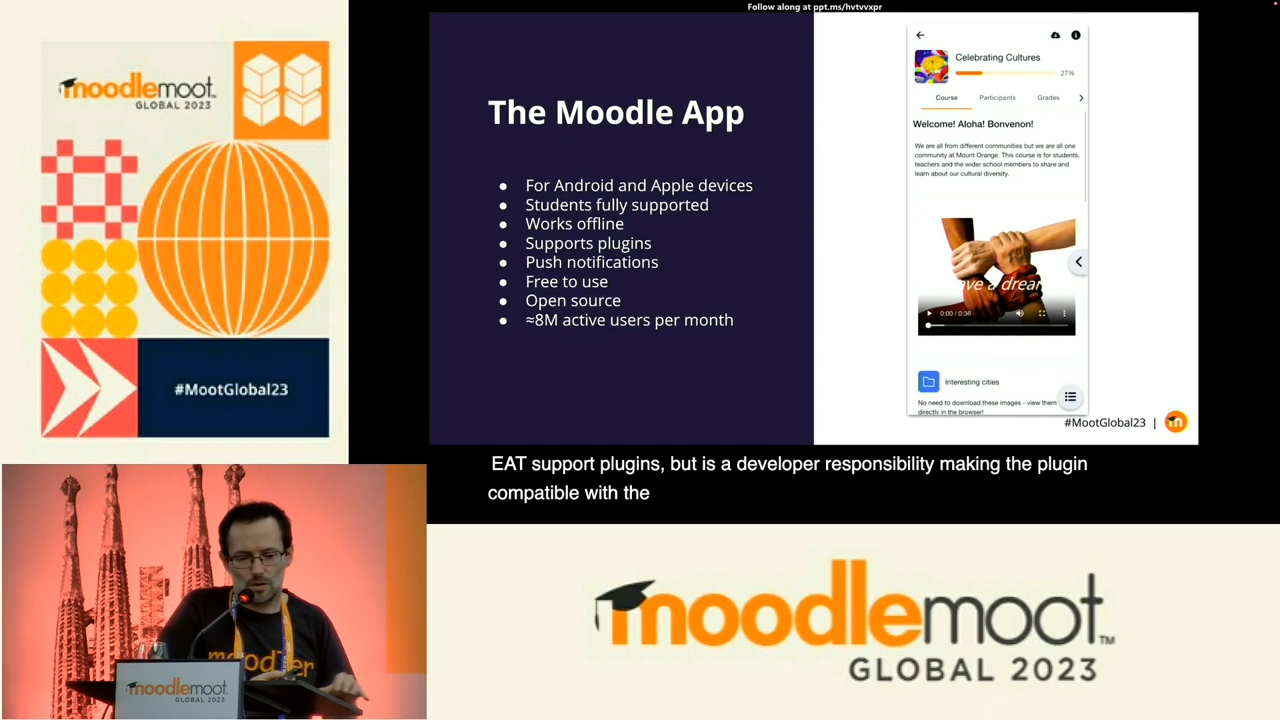 Follow along at ppt.ms/hvtvvxpr
moodlemoot
GLOBAL 2023
#MootGlobal23
The Moodle App
● For Android and Apple devices
● Students fully supported
● Works offline
● Supports plugins
● Push notifications
● Free to use
● Open source
● ≈8M active users per month
Celebrating Cultures
27%
Course Participants Grades
Welcome! Aloha! Bonvenon!
We are all from different communities but we are all one
community at Mount Orange. This course is for students,
teachers and the wider school members to share and
learn about our cultural diversity.
ave a drea
0:00 / 0:36
Interesting cities
No need to download these images - view them
directly in the browser!
#MootGlobal23 |
EAT support plugins, but is a developer responsibility making the plugin
compatible with the
moodler
moodlemoot
GLOBAL 2023
moodlemoot™
GLOBAL 2023